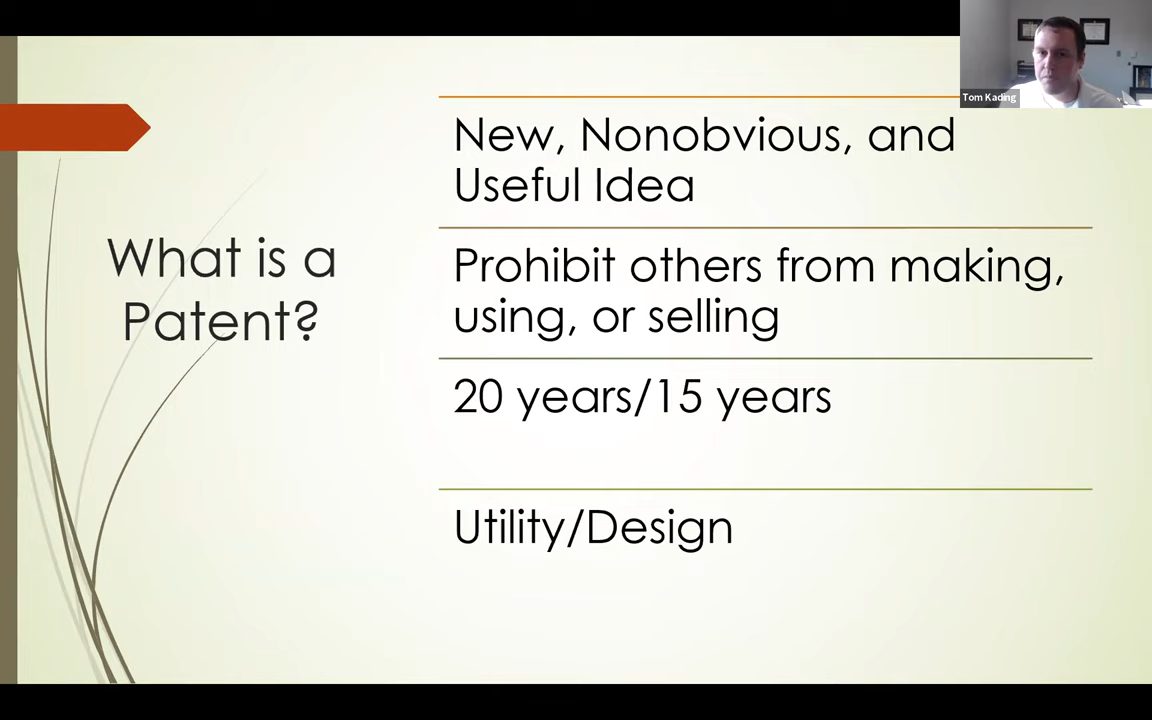 Tom Kading
New, Nonobvious, and
Useful Idea
What is a
Patent?
Prohibit others from making,
using, or selling
20 years/15 years
Utility/Design